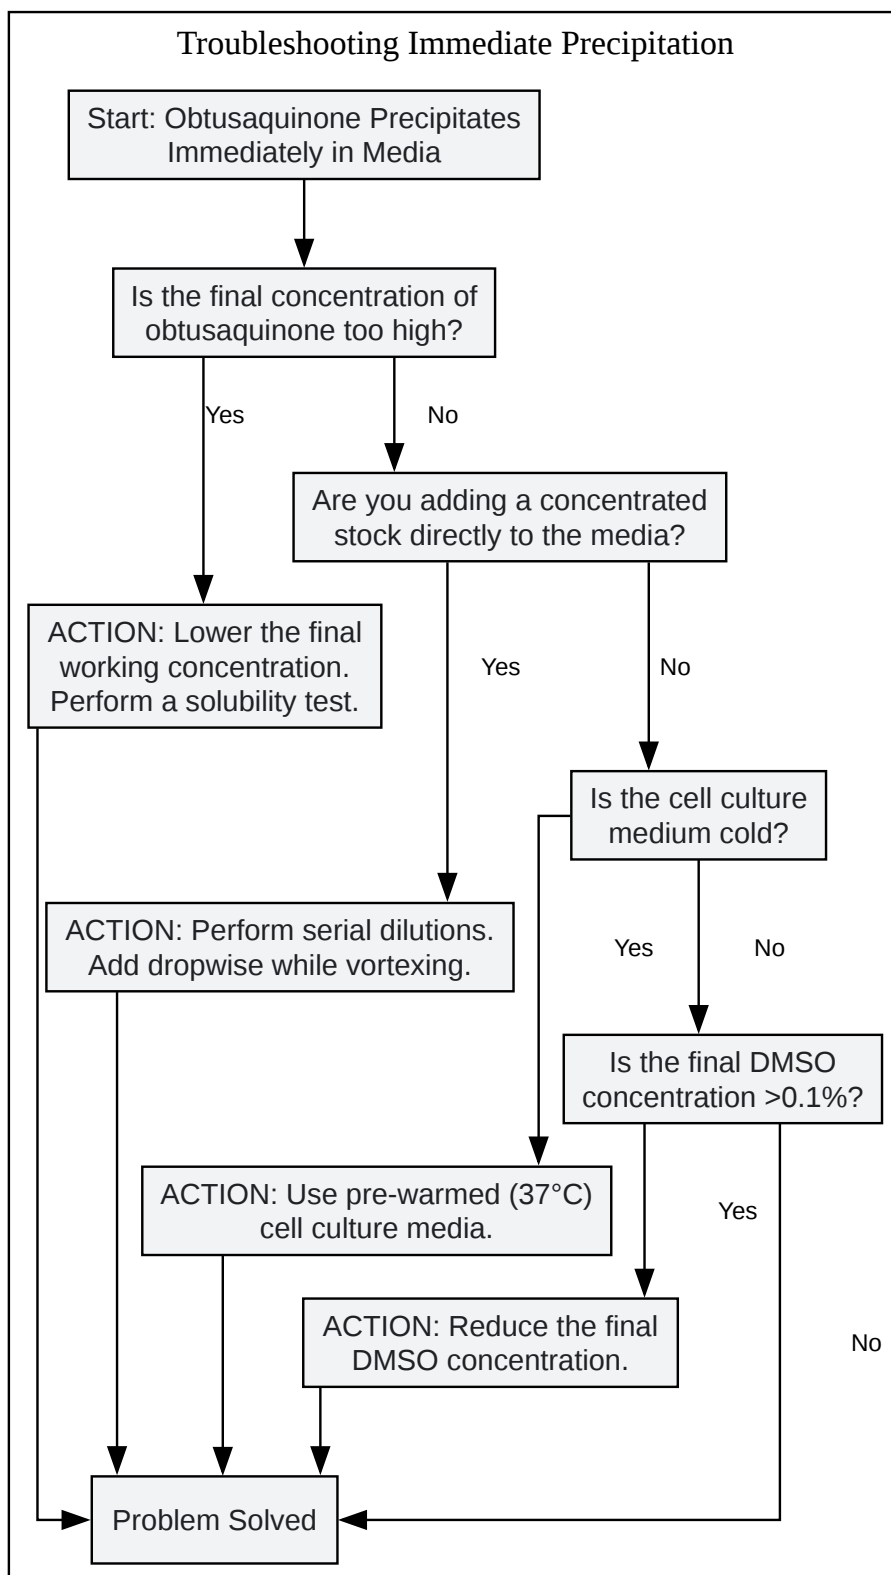 Troubleshooting Immediate Precipitation
Start: Obtusaquinone Precipitates
Immediately in Media
Is the final concentration of
obtusaquinone too high?
Yes
No
Are you adding a concentrated
stock directly to the media?
ACTION: Lower the final
working concentration.
Perform a solubility test.
Yes
No
Is the cell culture
medium cold?
ACTION: Perform serial dilutions.
Add dropwise while vortexing.
Yes
No
Is the final DMSO
concentration >0.1%?
ACTION: Use pre-warmed (37°C)
cell culture media.
Yes
ACTION: Reduce the final
DMSO concentration.
No
Problem Solved